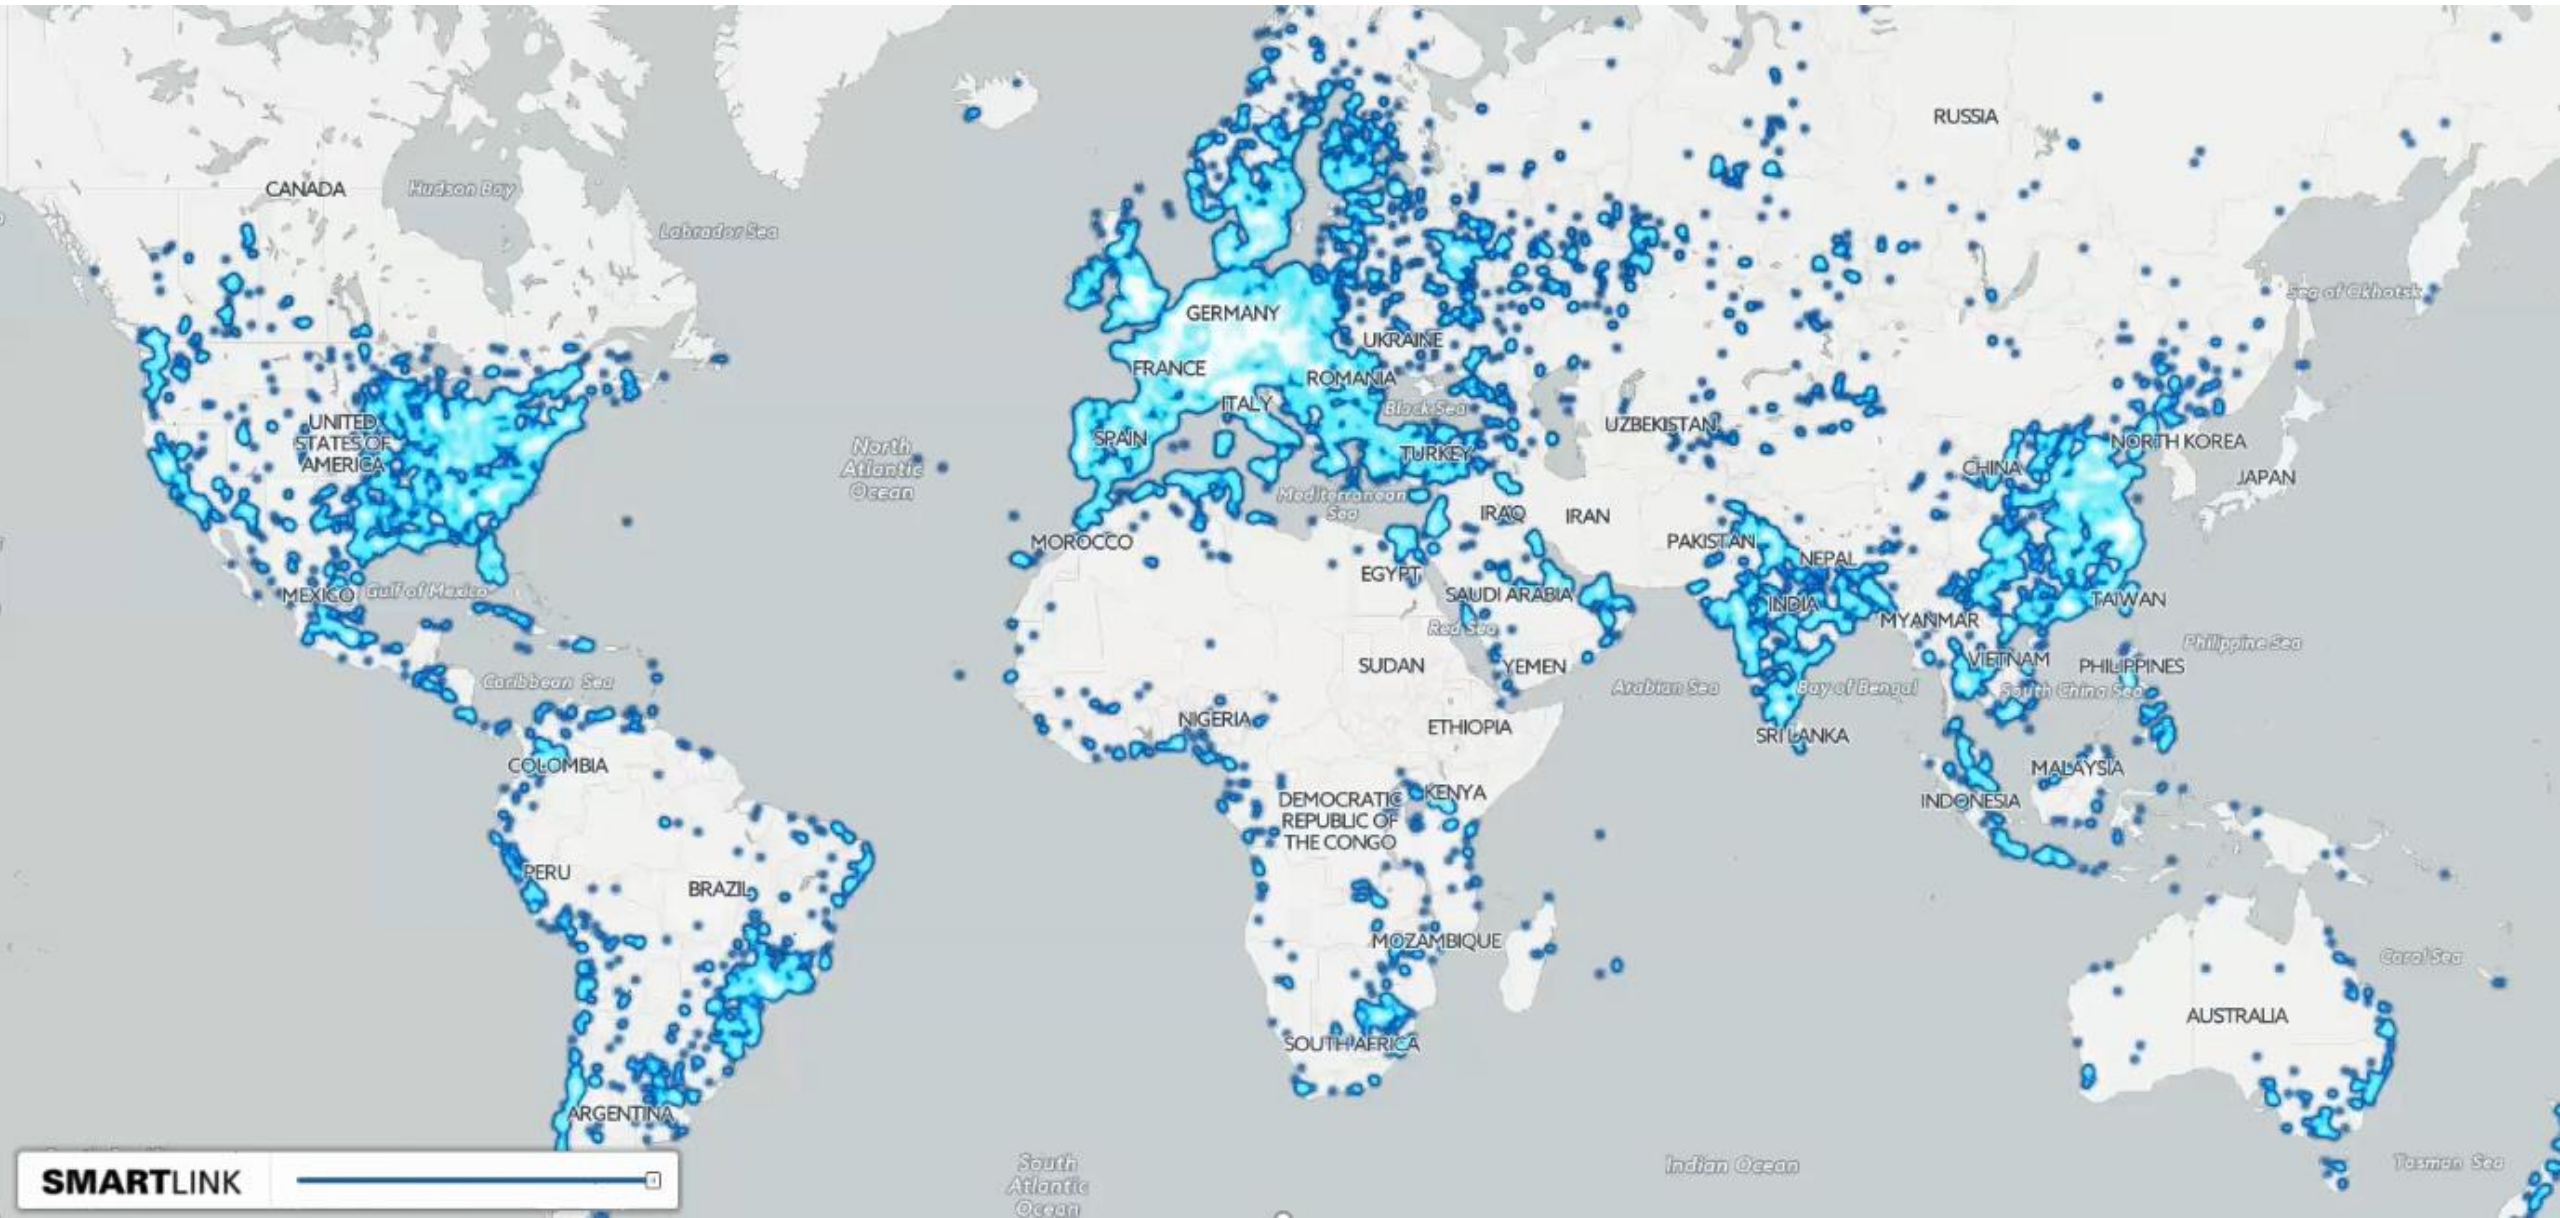 RUSSIA
CANADA
Hudson Bay
Labrador Sea
Sea of Okhotsk
GERMANY
UKRAINE
FRANCE
ROMANIA
ITALY
Black Sea
UNITED
STATES OF
AMERICA
UZBEKISTAN
SPAIN
TURKEY
North
Atlantic
Ocean
CHINA
NORTH KOREA
JAPAN
Mediterranean
Sea
IRAQ
IRAN
MOROCCO
PAKISTAN
NEPAL
EGYPT
MEXICO
Gulf of Mexico
SAUDI ARABIA
INDIA
TAIWAN
MYANMAR
Red Sea
Philippine Sea
SUDAN
YEMEN
VIETNAM
PHILIPPINES
Caribbean Sea
Arabian Sea
Bay of Bengal
South China Sea
NIGERIA
ETHIOPIA
SRI LANKA
COLOMBIA
MALAYSIA
KENYA
DEMOCRATIC
REPUBLIC OF
THE CONGO
INDONESIA
PERU
BRAZIL
MOZAMBIQUE
Coral Sea
AUSTRALIA
SOUTH AFRICA
ARGENTINA
SMARTLINK
South
Atlantic
Ocean
Indian Ocean
Tasman Sea